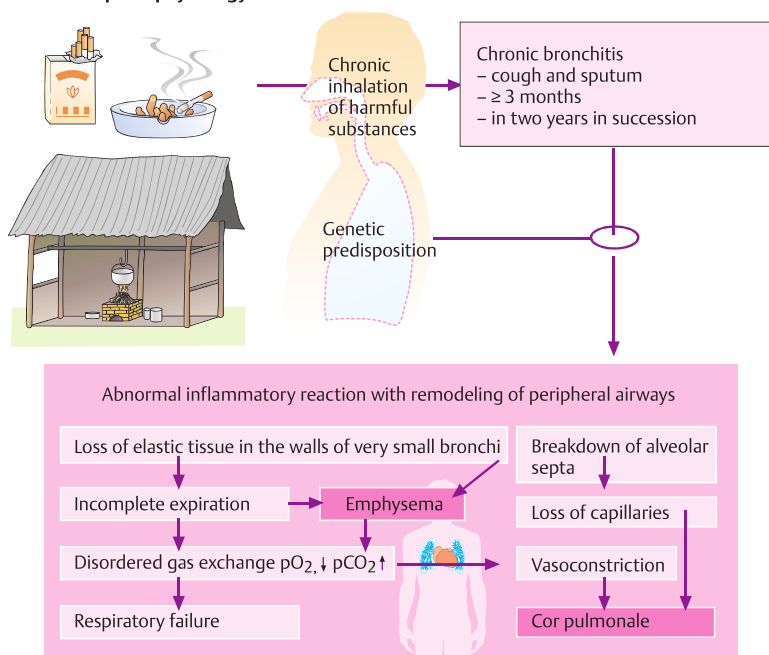 Chronic
inhalation
of harmful
substances
Chronic bronchitis
– cough and sputum
– ≥ 3 months
– in two years in succession
Genetic
predisposition
Abnormal inflammatory reaction with remodeling of peripheral airways
Loss of elastic tissue in the walls of very small bronchi
Breakdown of alveolar
septa
Incomplete expiration
Emphysema
Loss of capillaries
Disordered gas exchange pO₂,↓ pCO₂↑
Vasoconstriction
Respiratory failure
Cor pulmonale